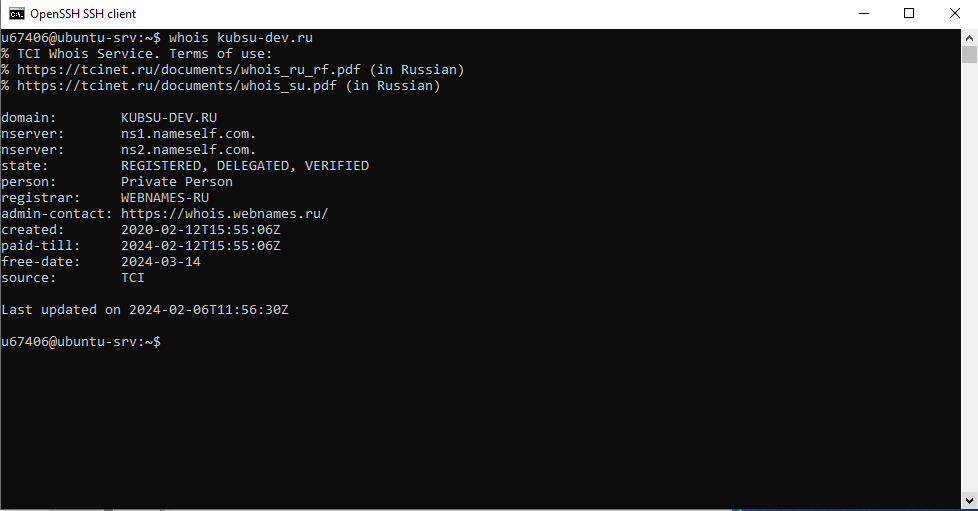 OpenSSH SSH client
u67406@ubuntu-srv:~$ whois kubsu-dev.ru
% TCI Whois Service. Terms of use:
% https://tcinet.ru/documents/whois_ru_rf.pdf (in Russian)
% https://tcinet.ru/documents/whois_su.pdf (in Russian)
domain:        KUBSU-DEV.RU
nserver:       ns1.nameself.com.
nserver:       ns2.nameself.com.
state:         REGISTERED, DELEGATED, VERIFIED
person:        Private Person
registrar:     WEBNAMES-RU
admin-contact: https://whois.webnames.ru/
created:       2020-02-12T15:55:06Z
paid-till:     2024-02-12T15:55:06Z
free-date:     2024-03-14
source:        TCI
Last updated on 2024-02-06T11:56:30Z
u67406@ubuntu-srv:~$